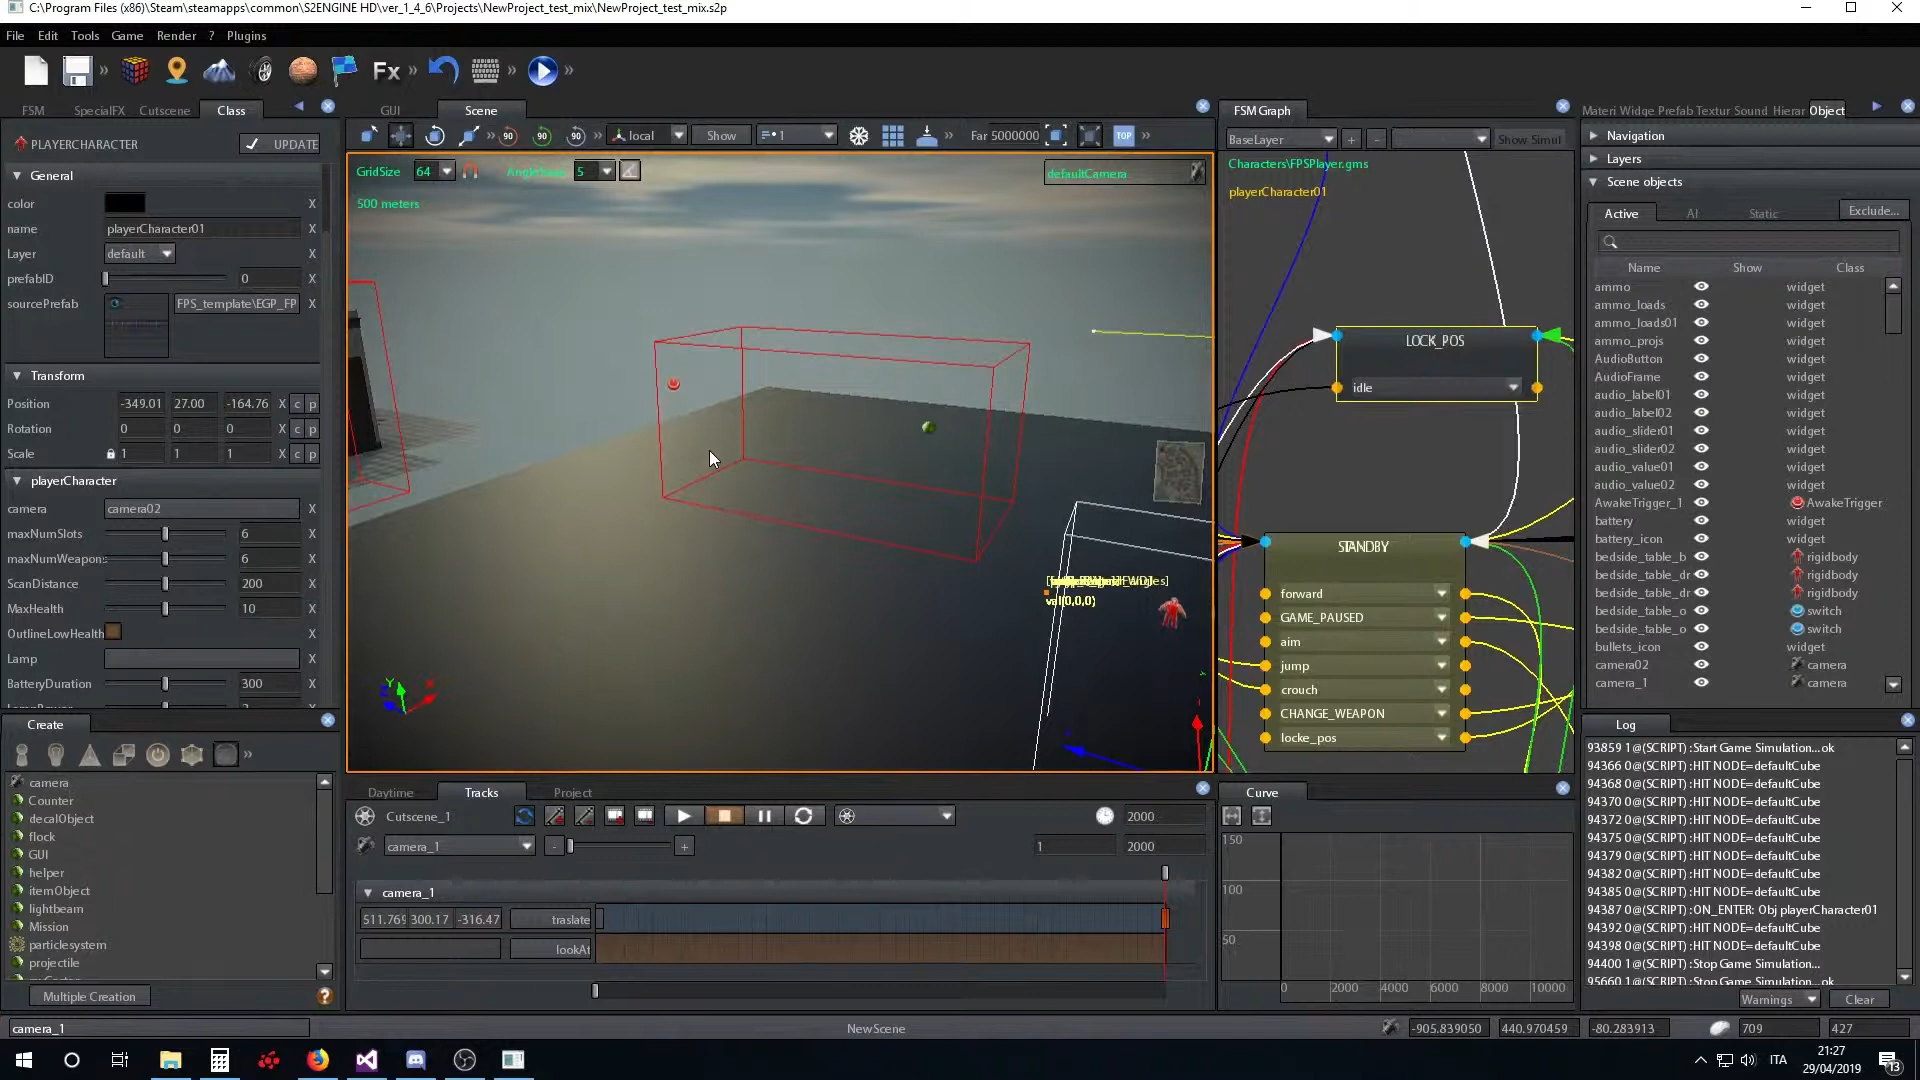 C:\Program Files (x86)\Steam\steamapps\common\S2ENGINE HD\ver_1_4_6\Projects\NewProject_test_mix\NewProject_test_mix.s2p
File Edit Tools Game Render ? Plugins
Fx
FSM SpecialFX Cutscene Class
PLAYERCHARACTER UPDATE
General
color X
name playerCharacter01 X
Layer default
prefabID 0 X
sourcePrefab FPS_template\EGP_FP X
Transform
Position -349.01 27.00 -164.76 X c p
Rotation 0 0 0 X c p
Scale 1 1 1 X c p
playerCharacter
camera camera02 X
maxNumSlots 6 X
maxNumWeapons 6 X
ScanDistance 200 X
MaxHealth 10 X
OutlineLowHealth X
Lamp X
BatteryDuration 300 X
Create
camera
Counter
decalObject
flock
GUI
helper
itemObject
lightbeam
Mission
particlesystem
projectile
Multiple Creation
camera_1
GUI Scene
90 90 90 local Show =•1 Far 5000000 TOP
GridSize 64 5 defaultCamera
500 meters
val(0,0,0)
Daytime Tracks Project
Cutscene_1 2000
camera_1 - + 1 2000
camera_1
511.769 300.17 -316.47 traslate
lookAt
NewScene
FSM Graph
BaseLayer + - Show Simul
Characters\FPSPlayer.gms
playerCharacter01
LOCK_POS
idle
STANDBY
forward
GAME_PAUSED
aim
jump
crouch
CHANGE_WEAPON
locke_pos
Curve
150
100
50
0 2000 4000 6000 8000 10000
Materi Widge Prefab Textur Sound Hierar Object
Navigation
Layers
Scene objects
Active AI Static Exclude...
Name Show Class
ammo widget
ammo_loads widget
ammo_loads01 widget
ammo_projs widget
AudioButton widget
AudioFrame widget
audio_label01 widget
audio_label02 widget
audio_slider01 widget
audio_slider02 widget
audio_value01 widget
audio_value02 widget
AwakeTrigger_1 AwakeTrigger
battery widget
battery_icon widget
bedside_table_b rigidbody
bedside_table_dr rigidbody
bedside_table_dr rigidbody
bedside_table_o switch
bedside_table_o switch
bullets_icon widget
camera02 camera
camera_1 camera
Log
93859 1@(SCRIPT) :Start Game Simulation...ok
94366 0@(SCRIPT) :HIT NODE=defaultCube
94368 0@(SCRIPT) :HIT NODE=defaultCube
94370 0@(SCRIPT) :HIT NODE=defaultCube
94372 0@(SCRIPT) :HIT NODE=defaultCube
94375 0@(SCRIPT) :HIT NODE=defaultCube
94379 0@(SCRIPT) :HIT NODE=defaultCube
94382 0@(SCRIPT) :HIT NODE=defaultCube
94385 0@(SCRIPT) :HIT NODE=defaultCube
94387 0@(SCRIPT) :ON_ENTER: Obj playerCharacter01
94392 0@(SCRIPT) :HIT NODE=defaultCube
94398 0@(SCRIPT) :HIT NODE=defaultCube
94400 1@(SCRIPT) :Stop Game Simulation...
95660 1@(SCRIPT) :Stop Game Simulation...ok
Warnings Clear
-905.839050 440.970459 -80.283913 709 427
ITA 21:27
29/04/2019 13